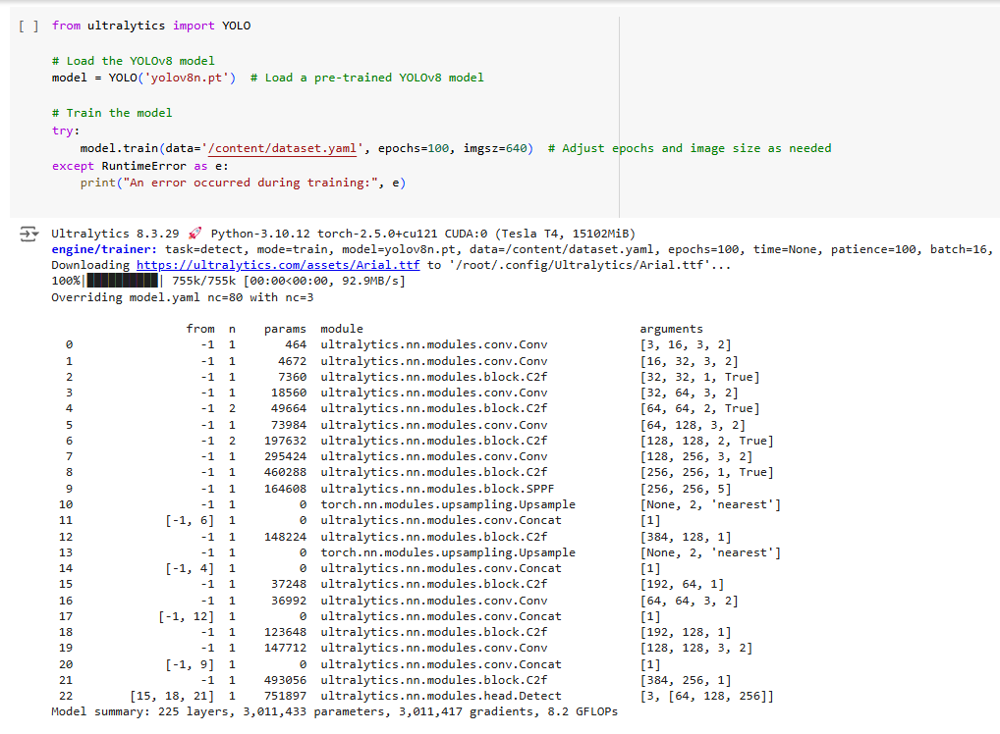 [ ] from ultralytics import YOLO
# Load the YOLOv8 model
model = YOLO('yolov8n.pt')  # Load a pre-trained YOLOv8 model
# Train the model
try:
    model.train(data='/content/dataset.yaml', epochs=100, imgsz=640)  # Adjust epochs and image size as needed
except RuntimeError as e:
    print("An error occurred during training:", e)
Ultralytics 8.3.29 🚀 Python-3.10.12 torch-2.5.0+cu121 CUDA:0 (Tesla T4, 15102MiB)
engine/trainer: task=detect, mode=train, model=yolov8n.pt, data=/content/dataset.yaml, epochs=100, time=None, patience=100, batch=16,
Downloading https://ultralytics.com/assets/Arial.ttf to '/root/.config/Ultralytics/Arial.ttf'...
100%|██████████| 755k/755k [00:00<00:00, 92.9MB/s]
Overriding model.yaml nc=80 with nc=3
                   from  n    params  module                                       arguments
  0                  -1  1       464  ultralytics.nn.modules.conv.Conv             [3, 16, 3, 2]
  1                  -1  1      4672  ultralytics.nn.modules.conv.Conv             [16, 32, 3, 2]
  2                  -1  1      7360  ultralytics.nn.modules.block.C2f             [32, 32, 1, True]
  3                  -1  1     18560  ultralytics.nn.modules.conv.Conv             [32, 64, 3, 2]
  4                  -1  2     49664  ultralytics.nn.modules.block.C2f             [64, 64, 2, True]
  5                  -1  1     73984  ultralytics.nn.modules.conv.Conv             [64, 128, 3, 2]
  6                  -1  2    197632  ultralytics.nn.modules.block.C2f             [128, 128, 2, True]
  7                  -1  1    295424  ultralytics.nn.modules.conv.Conv             [128, 256, 3, 2]
  8                  -1  1    460288  ultralytics.nn.modules.block.C2f             [256, 256, 1, True]
  9                  -1  1    164608  ultralytics.nn.modules.block.SPPF            [256, 256, 5]
 10                  -1  1         0  torch.nn.modules.upsampling.Upsample         [None, 2, 'nearest']
 11             [-1, 6]  1         0  ultralytics.nn.modules.conv.Concat           [1]
 12                  -1  1    148224  ultralytics.nn.modules.block.C2f             [384, 128, 1]
 13                  -1  1         0  torch.nn.modules.upsampling.Upsample         [None, 2, 'nearest']
 14             [-1, 4]  1         0  ultralytics.nn.modules.conv.Concat           [1]
 15                  -1  1     37248  ultralytics.nn.modules.block.C2f             [192, 64, 1]
 16                  -1  1     36992  ultralytics.nn.modules.conv.Conv             [64, 64, 3, 2]
 17            [-1, 12]  1         0  ultralytics.nn.modules.conv.Concat           [1]
 18                  -1  1    123648  ultralytics.nn.modules.block.C2f             [192, 128, 1]
 19                  -1  1    147712  ultralytics.nn.modules.conv.Conv             [128, 128, 3, 2]
 20             [-1, 9]  1         0  ultralytics.nn.modules.conv.Concat           [1]
 21                  -1  1    493056  ultralytics.nn.modules.block.C2f             [384, 256, 1]
 22        [15, 18, 21]  1    751897  ultralytics.nn.modules.head.Detect           [3, [64, 128, 256]]
Model summary: 225 layers, 3,011,433 parameters, 3,011,417 gradients, 8.2 GFLOPs